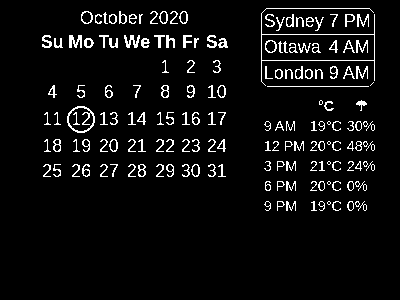 October 2020
Su Mo Tu We Th Fr Sa
1 2 3
4 5 6 7 8 9 10
11 12 13 14 15 16 17
18 19 20 21 22 23 24
25 26 27 28 29 30 31
Sydney 7 PM
Ottawa 4 AM
London 9 AM
°C
9 AM 19°C 30%
12 PM 20°C 48%
3 PM 21°C 24%
6 PM 20°C 0%
9 PM 19°C 0%